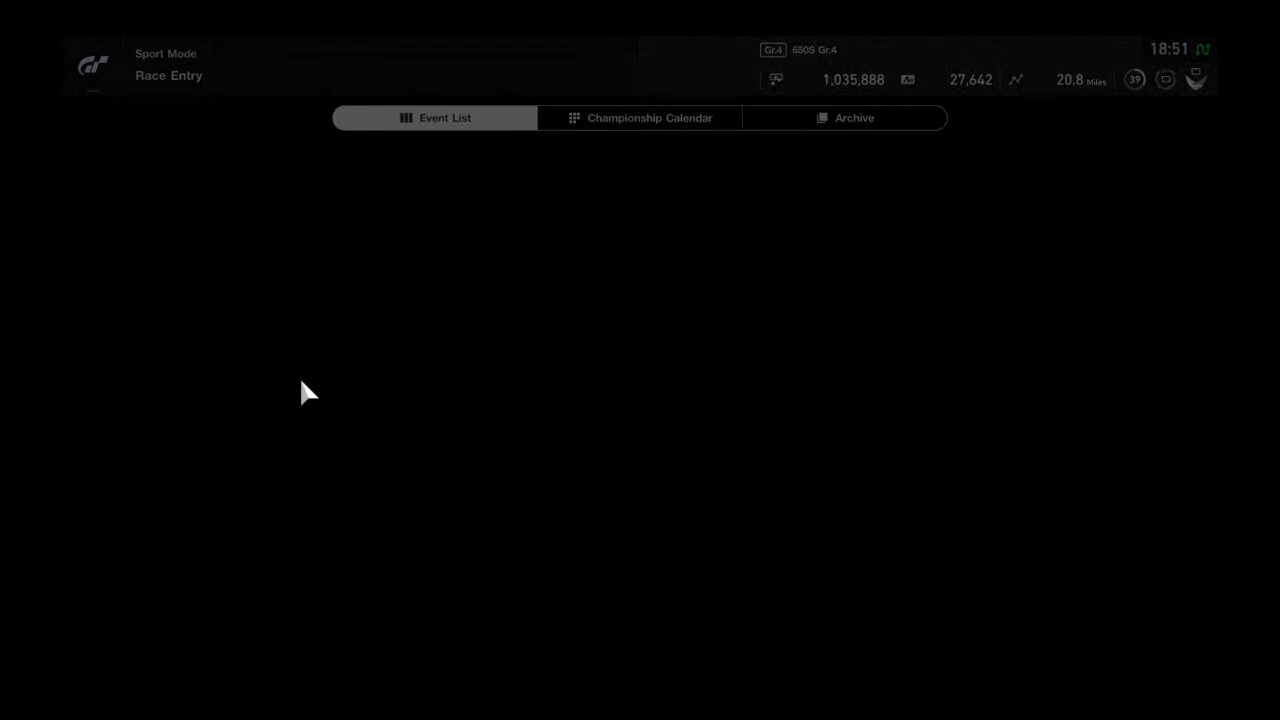 Sport Mode
Race Entry
Gr.4 650S Gr.4
18:51
1,035,888 27,642 20.8 Miles 39
Event List Championship Calendar Archive